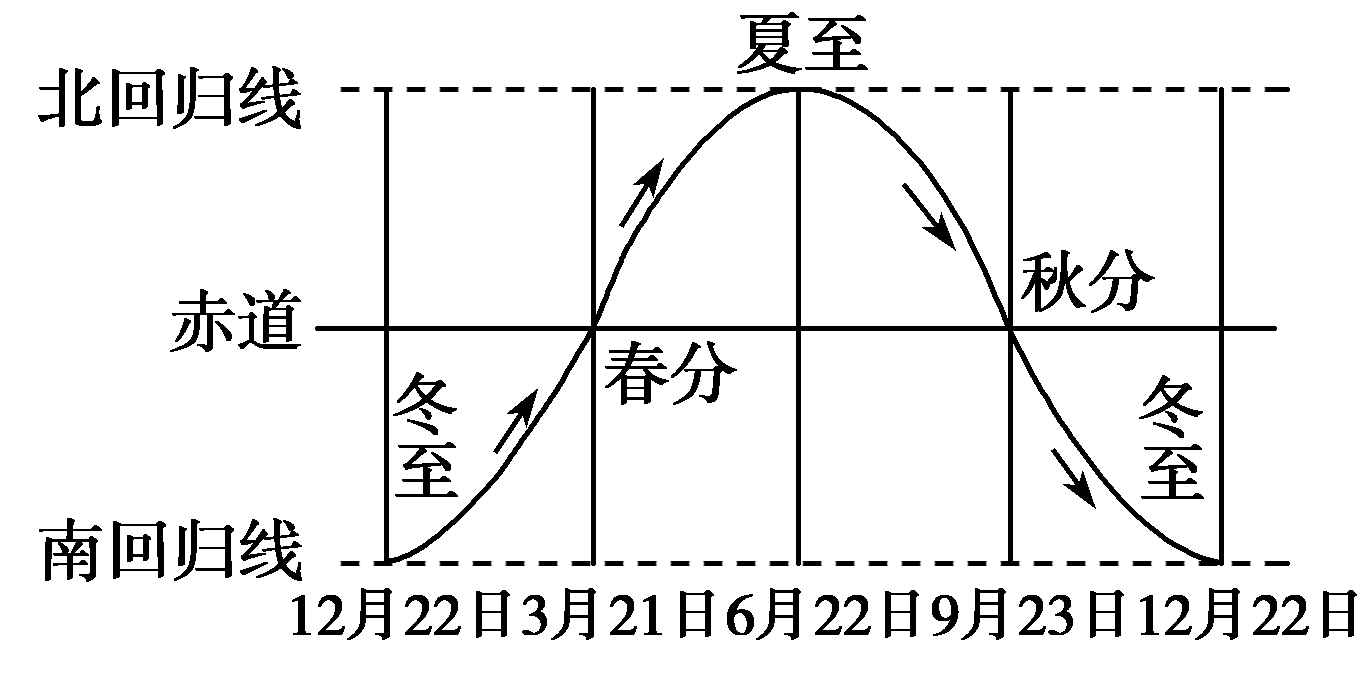 夏至
北回归线
秋分
赤道
春分
冬至
冬至
南回归线
12月22日 3月21日 6月22日 9月23日 12月22日